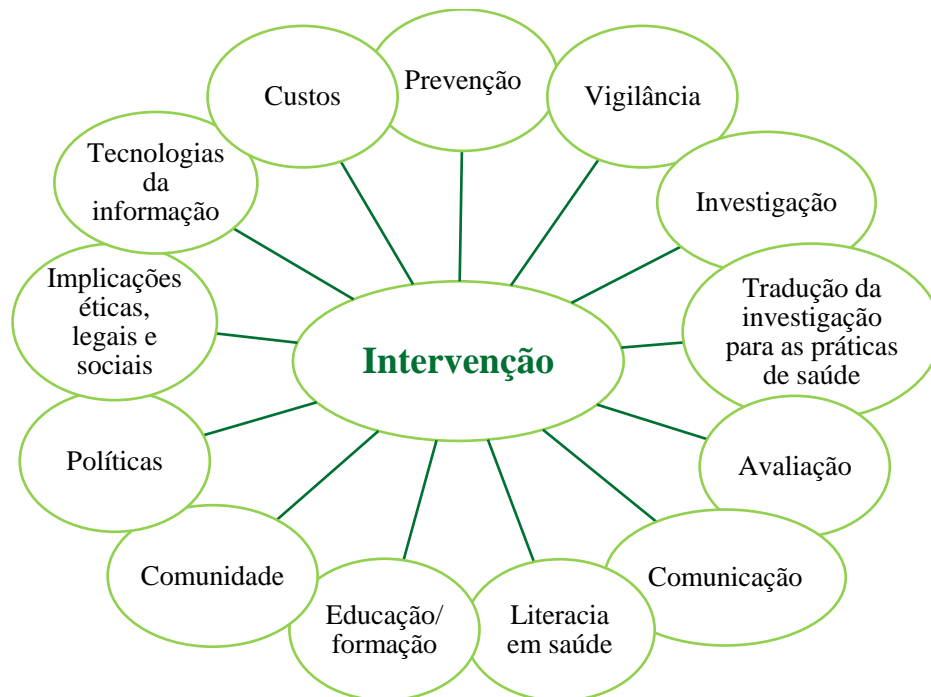 Prevenção
Vigilância
Investigação
Tradução da
investigação
para as práticas
de saúde
Avaliação
Comunicação
Literacia
em saúde
Educação/
formação
Comunidade
Políticas
Implicações
éticas,
legais e
sociais
Tecnologias
da
informação
Custos
Intervenção